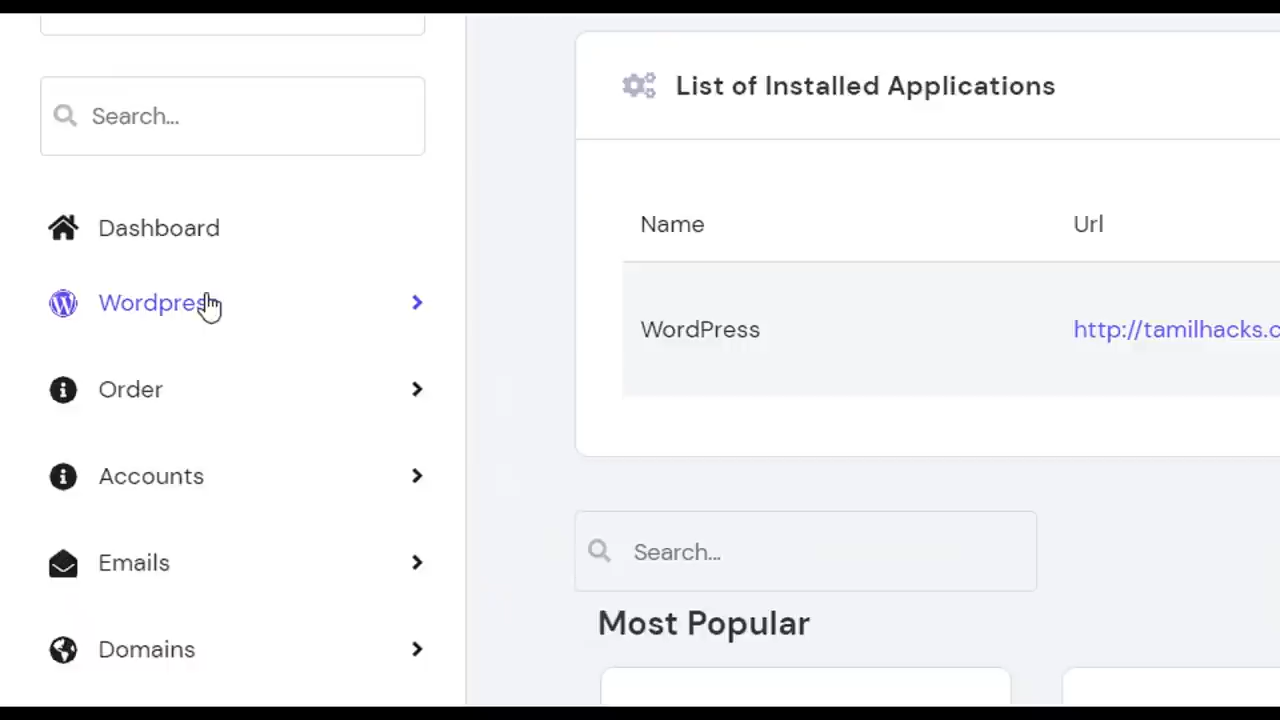 Search...
Dashboard
Wordpress
Order
Accounts
Emails
Domains
List of Installed Applications
Name Url
WordPress http://tamilhacks.c
Search...
Most Popular